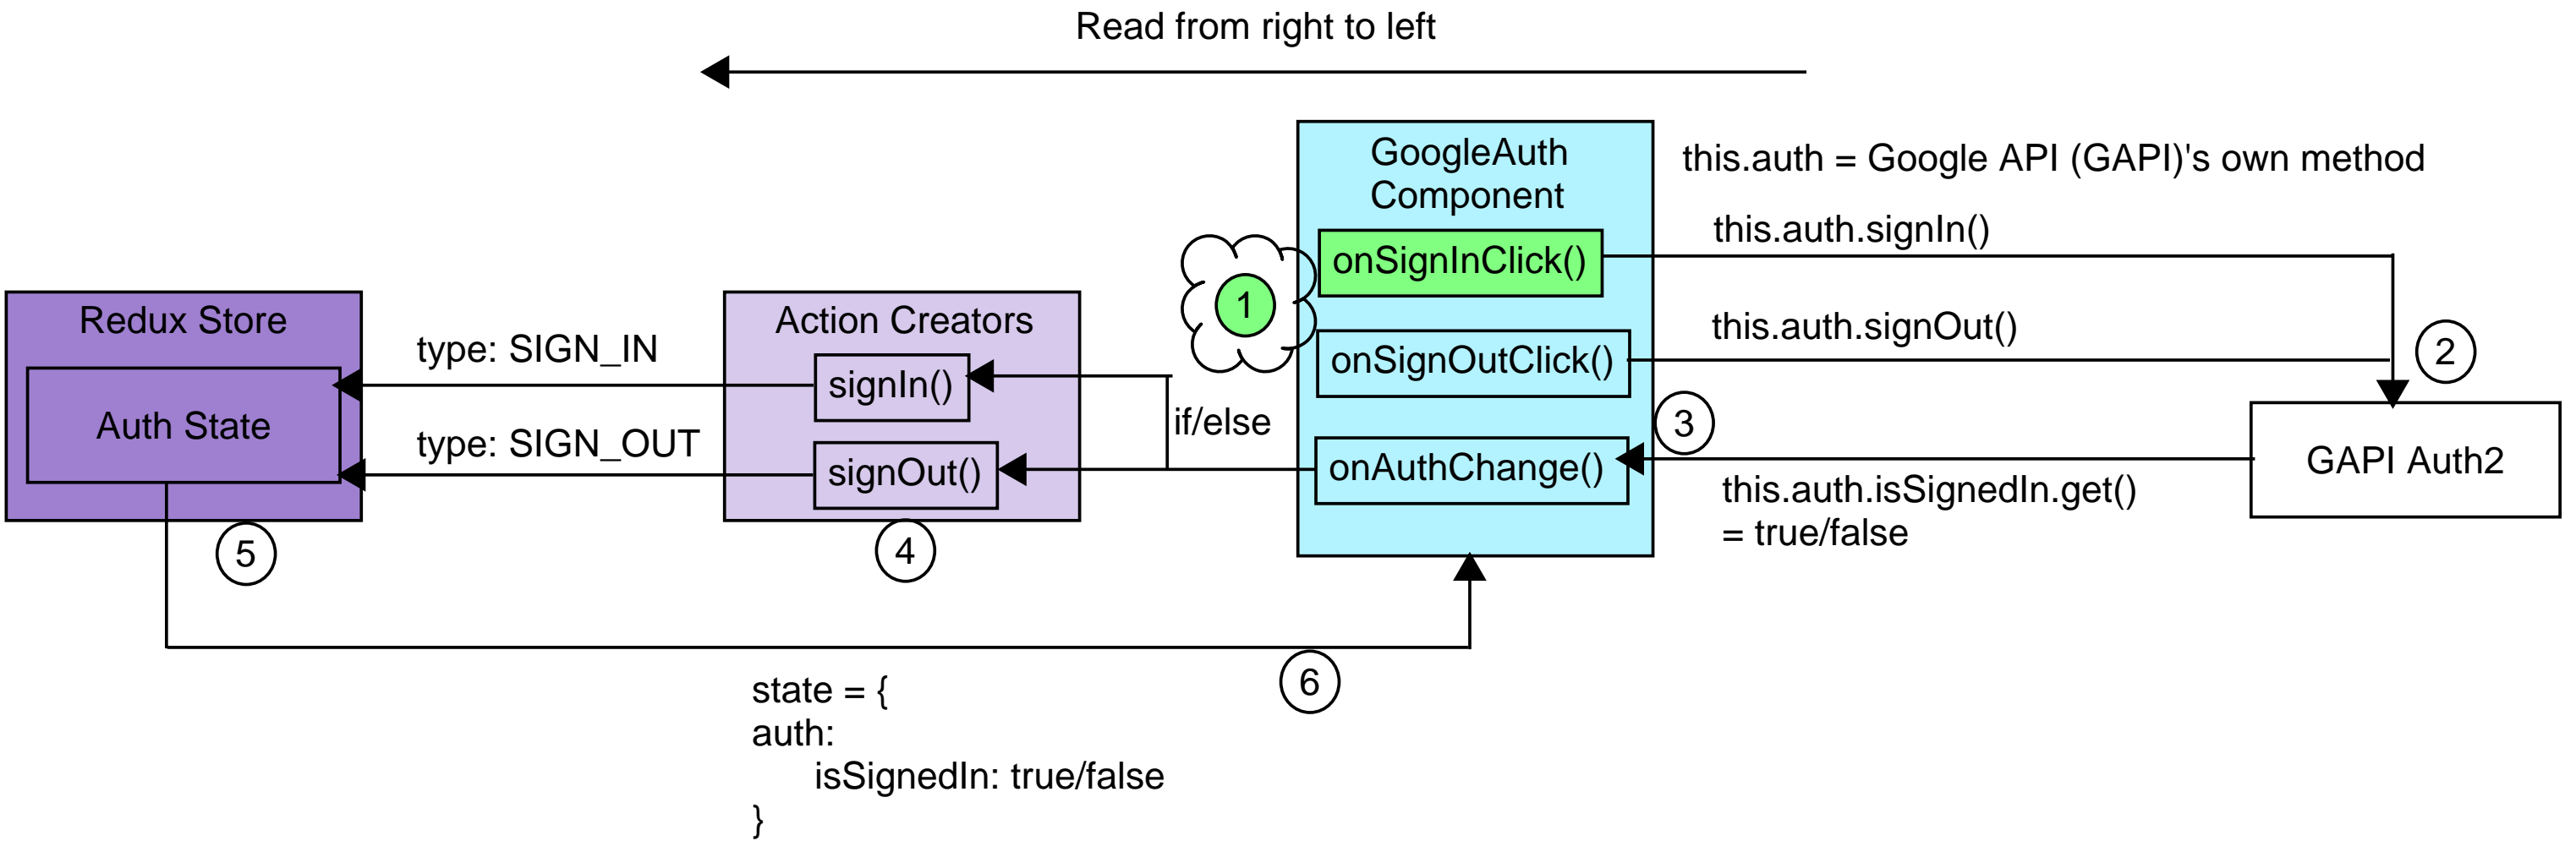 Read from right to left
GoogleAuth
Component
this.auth = Google API (GAPI)'s own method
this.auth.signIn()
onSignInClick()
1
this.auth.signOut()
onSignOutClick()
2
3
GAPI Auth2
onAuthChange()
this.auth.isSignedIn.get()
= true/false
if/else
Action Creators
signIn()
signOut()
4
type: SIGN_IN
type: SIGN_OUT
Redux Store
Auth State
5
6
state = {
auth:
isSignedIn: true/false
}